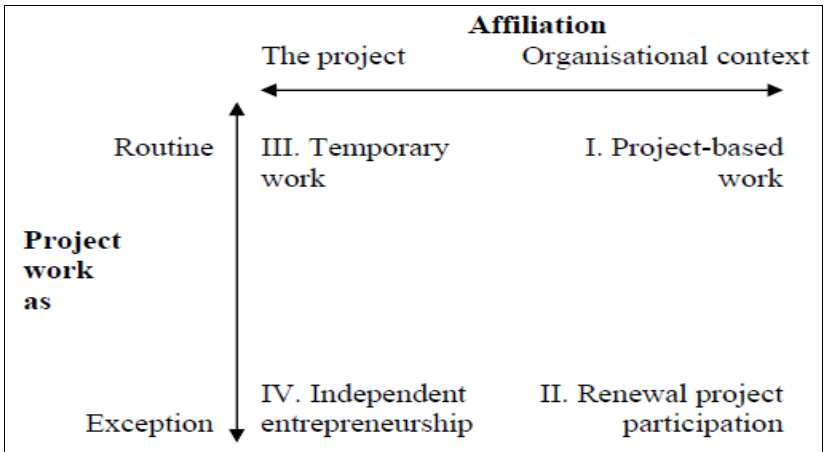 Affiliation
The project
Organisational context
Routine
III. Temporary
work
I. Project-based
work
Project
work
as
Exception
IV. Independent
entrepreneurship
II. Renewal project
participation